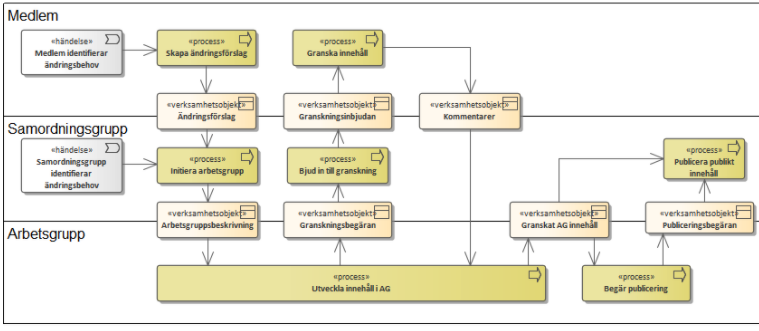 Medlem
«händelse»
Medlem identifierar
ändringsbehov
«process»
Skapa ändringsförslag
«process»
Granska innehåll
«verksamhetsobjekt»
Ändringsförslag
«verksamhetsobjekt»
Granskningsinbjudan
«verksamhetsobjekt»
Kommentarer
Samordningsgrupp
«händelse»
Samordningsgrupp
identifierar
ändringsbehov
«process»
Initiera arbetsgrupp
«process»
Bjud in till granskning
«process»
Publicera publikt
innehåll
«verksamhetsobjekt»
Arbetsgruppsbeskrivning
«verksamhetsobjekt»
Granskningsbegäran
«verksamhetsobjekt»
Granskat AG innehåll
«verksamhetsobjekt»
Publiceringsbegäran
Arbetsgrupp
«process»
Utveckla innehåll i AG
«process»
Begär publicering